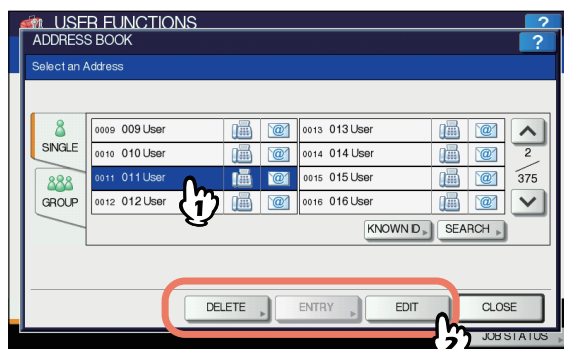 USER FUNCTIONS ?
ADDRESS BOOK ?
Select an Address
SINGLE
GROUP
0009 009 User
0010 010 User
0011 011 User
0012 012 User
0013 013 User
0014 014 User
0015 015 User
0016 016 User
2
375
KNOWN ID
SEARCH
1
DELETE
ENTRY
EDIT
CLOSE
2
JOB STATUS